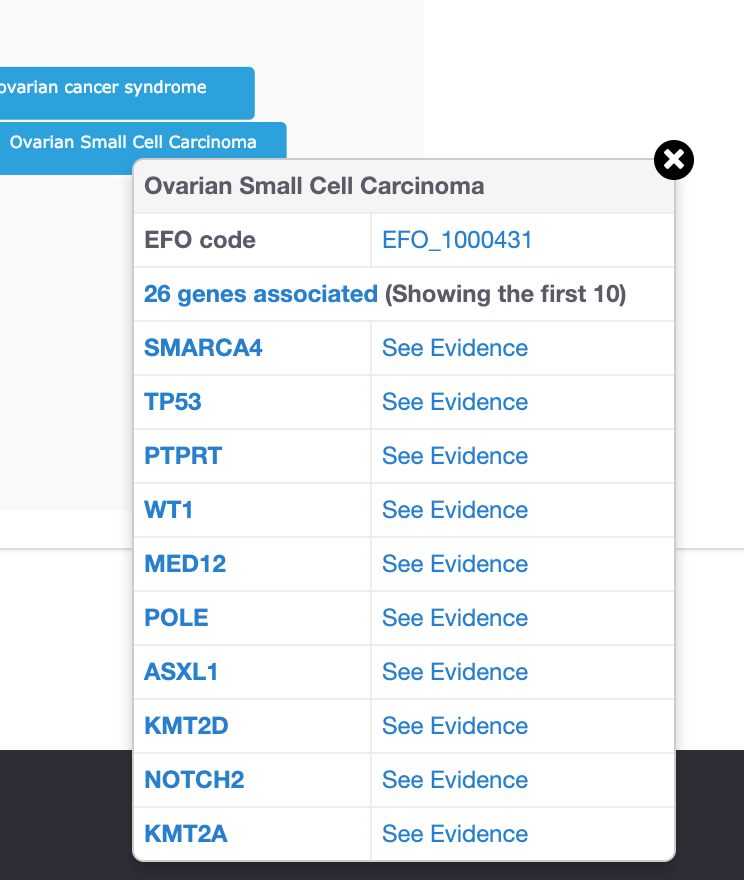 ovarian cancer syndrome
Ovarian Small Cell Carcinoma
Ovarian Small Cell Carcinoma
EFO code EFO_1000431
26 genes associated (Showing the first 10)
SMARCA4 See Evidence
TP53 See Evidence
PTPRT See Evidence
WT1 See Evidence
MED12 See Evidence
POLE See Evidence
ASXL1 See Evidence
KMT2D See Evidence
NOTCH2 See Evidence
KMT2A See Evidence